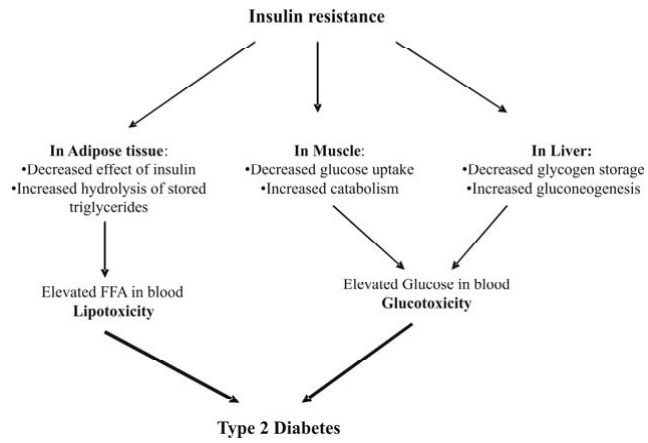 Insulin resistance
In Adipose tissue:
•Decreased effect of insulin
•Increased hydrolysis of stored
triglycerides
In Muscle:
•Decreased glucose uptake
•Increased catabolism
In Liver:
•Decreased glycogen storage
•Increased gluconeogenesis
Elevated FFA in blood
Lipotoxicity
Elevated Glucose in blood
Glucotoxicity
Type 2 Diabetes